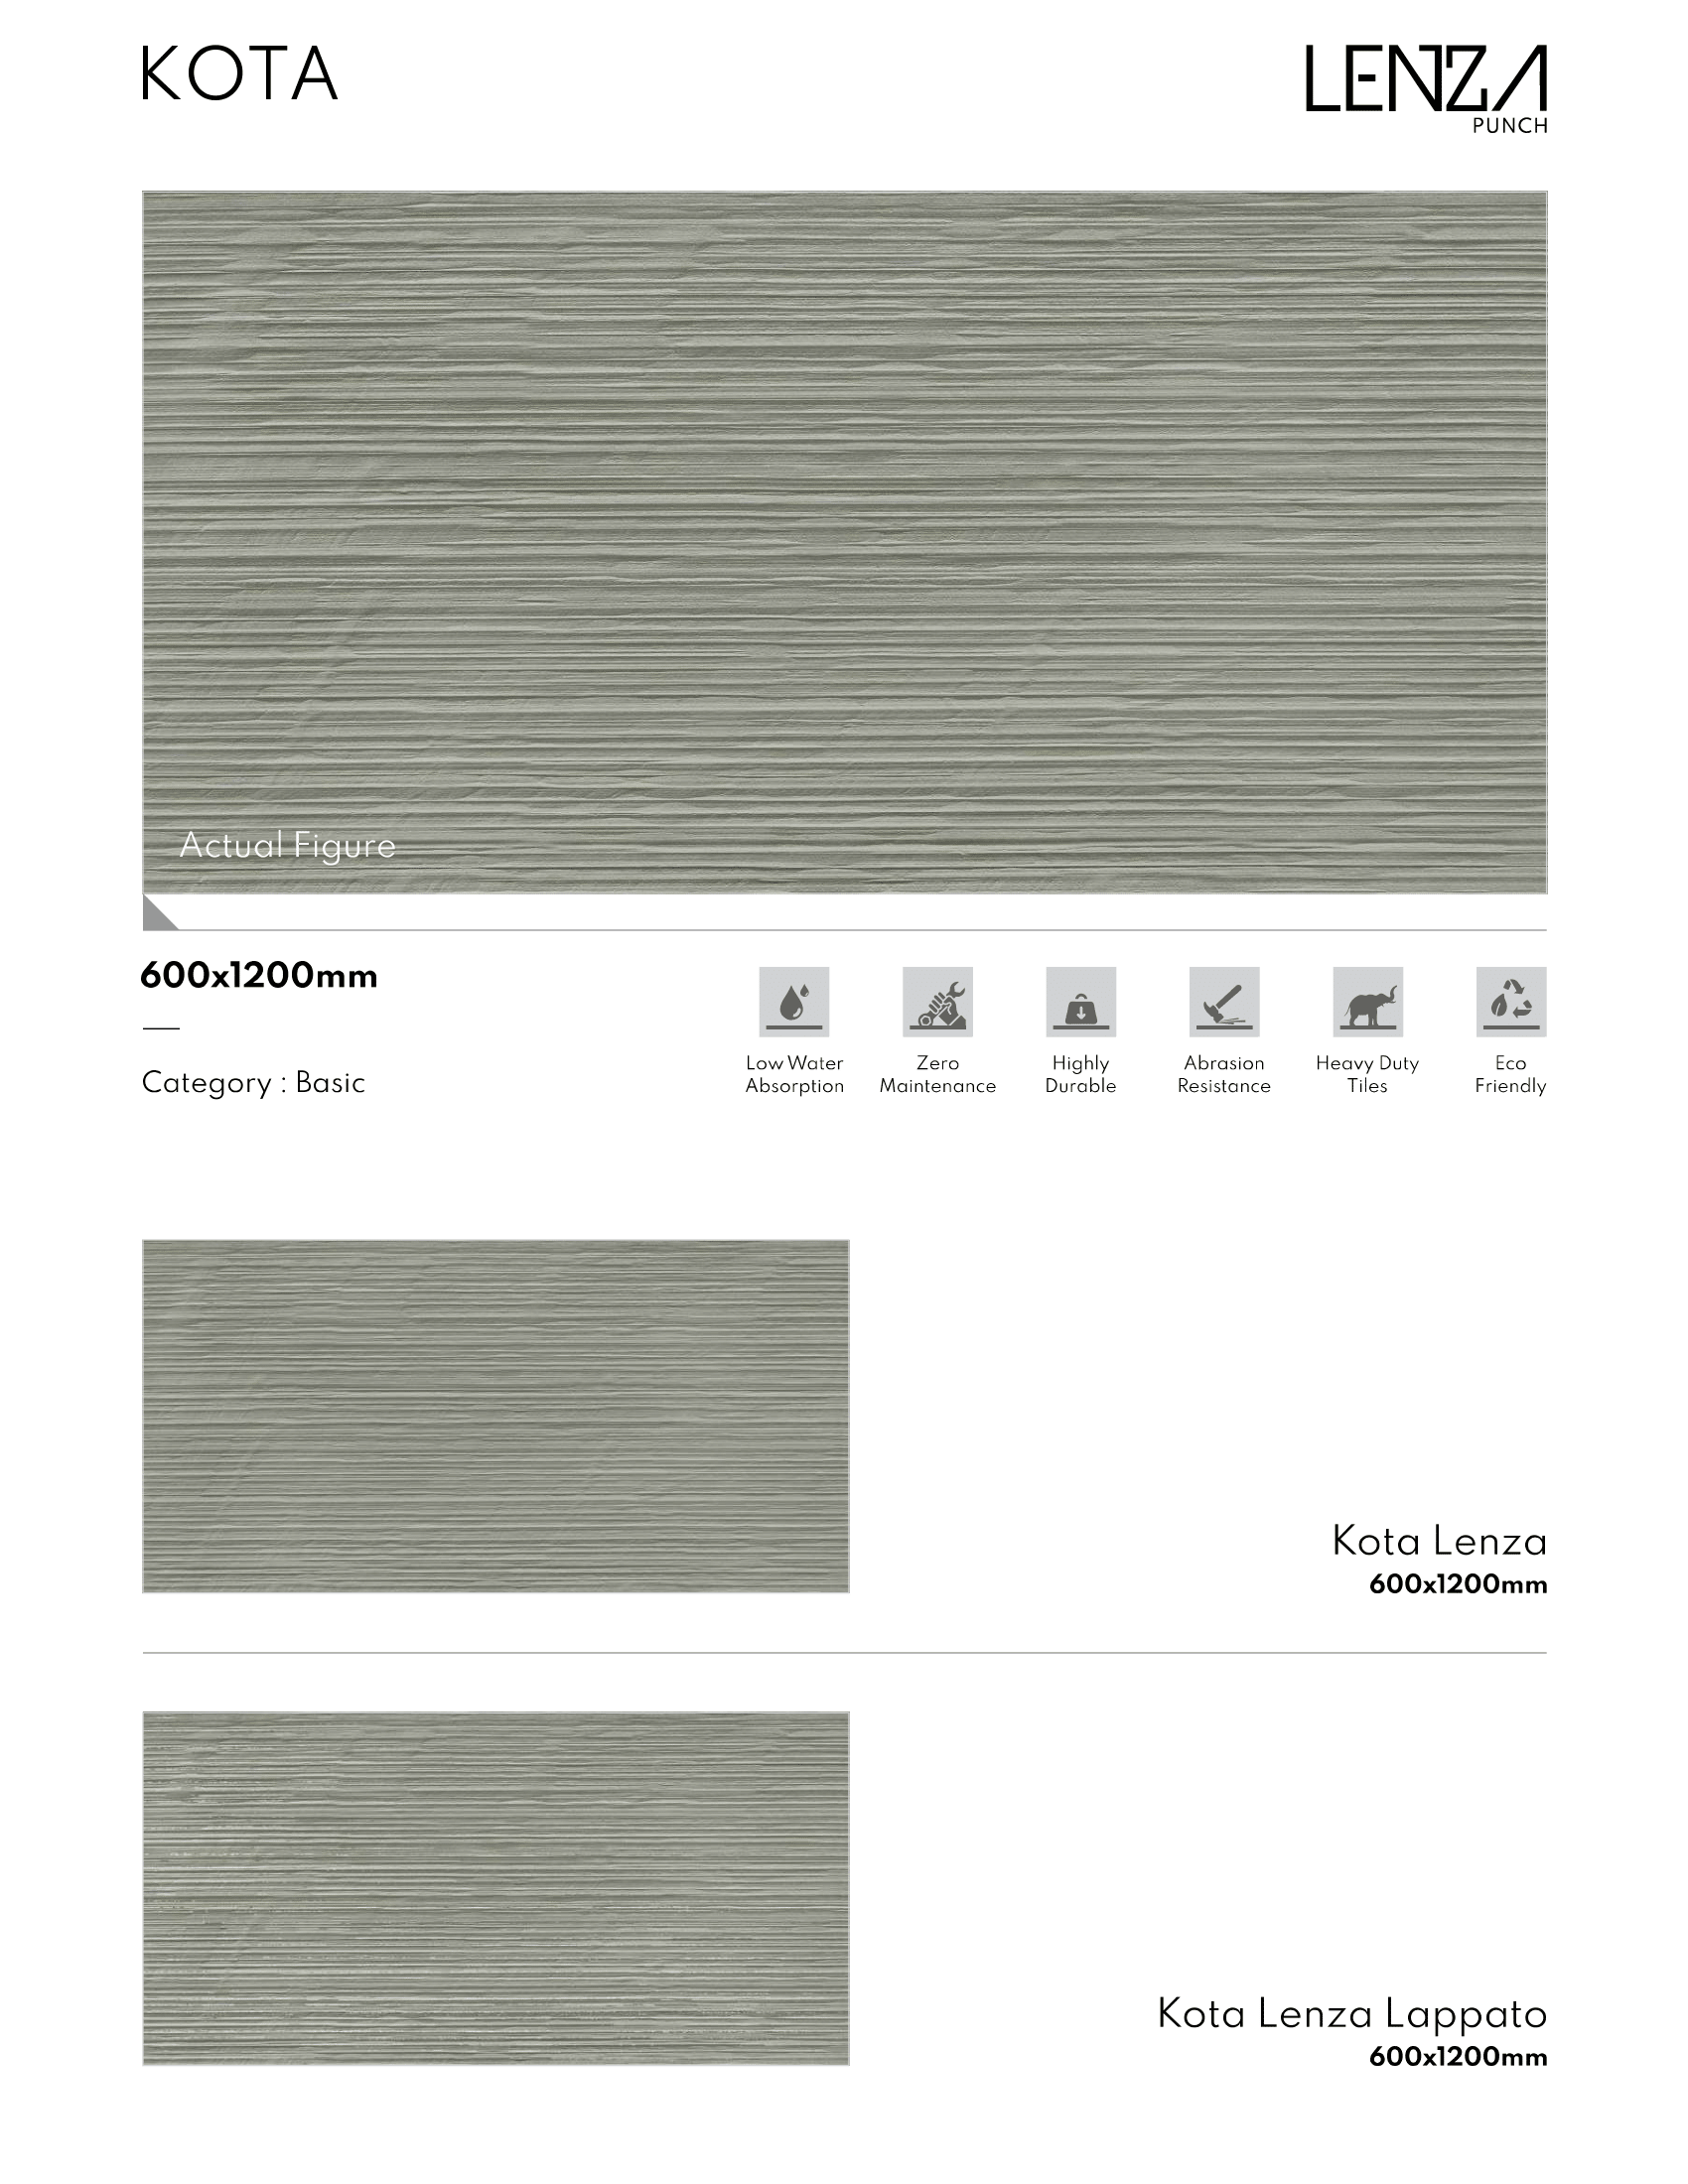 KOTA
LENZA
PUNCH
Actual Figure
600x1200mm
Category : Basic
Low Water
Absorption
Zero
Maintenance
Highly
Durable
Abrasion
Resistance
Heavy Duty
Tiles
Eco
Friendly
Kota Lenza
600x1200mm
Kota Lenza Lappato
600x1200mm